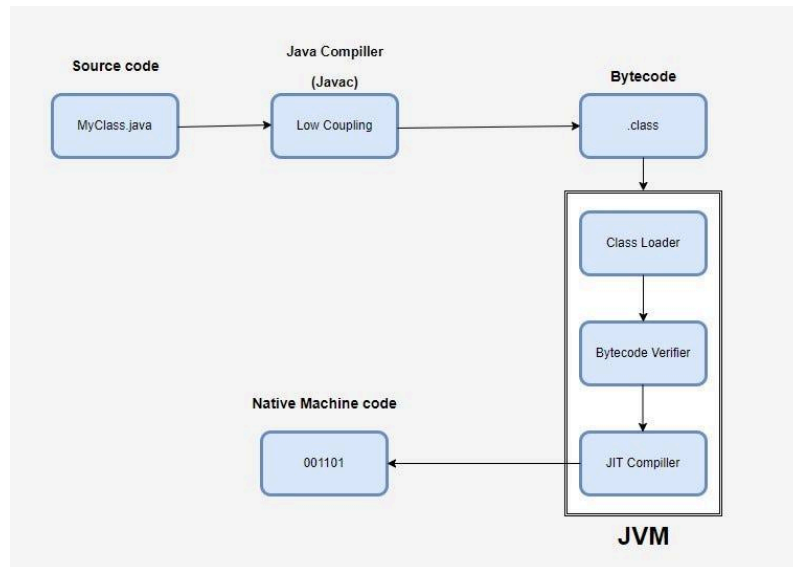 Java Compiller
Source code
(Javac)
Bytecode
MyClass.java
Low Coupling
.class
Class Loader
Bytecode Verifier
Native Machine code
001101
JIT Compiller
JVM